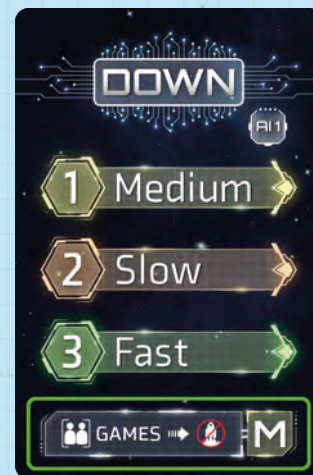 DOWN
AI1
1 Medium
2 Slow
3 Fast
GAMES = M